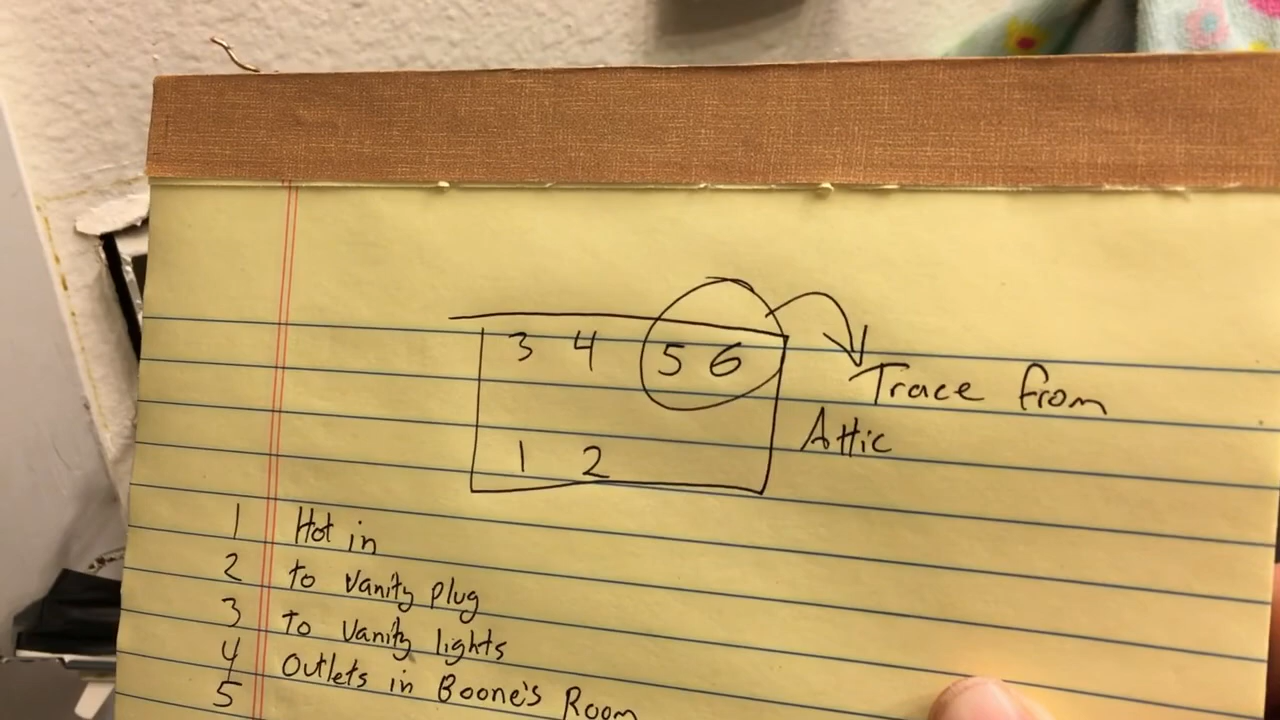 3 4 5 6
Trace from
Attic
1 2
1 Hot in
2 to Vanity plug
3 to Vanity lights
4 Outlets in Boone's Room
5